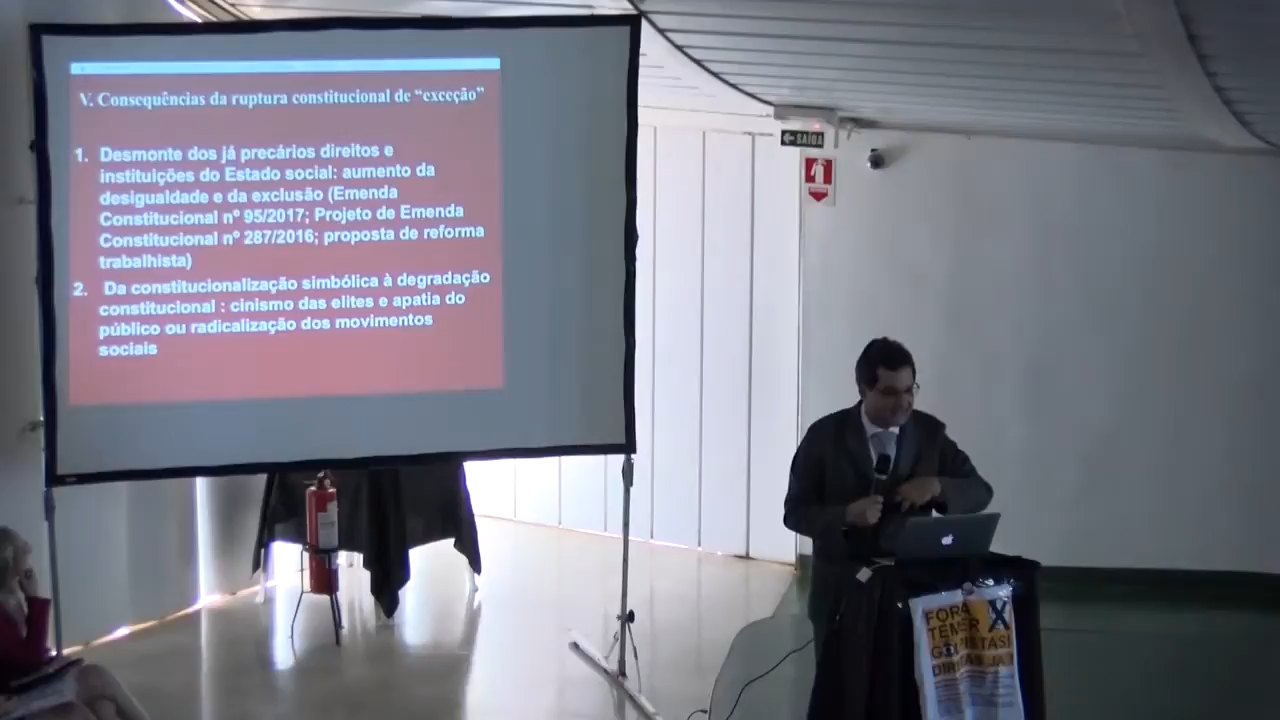 V. Consequências da ruptura constitucional de “exceção”
1. Desmonte dos já precários direitos e
instituições do Estado social: aumento da
desigualdade e da exclusão (Emenda
Constitucional nº 95/2017; Projeto de Emenda
Constitucional nº 287/2016; proposta de reforma
trabalhista)
2. Da constitucionalização simbólica à degradação
constitucional : cinismo das elites e apatia do
público ou radicalização dos movimentos
sociais
SAÍDA
FORA
TEMER